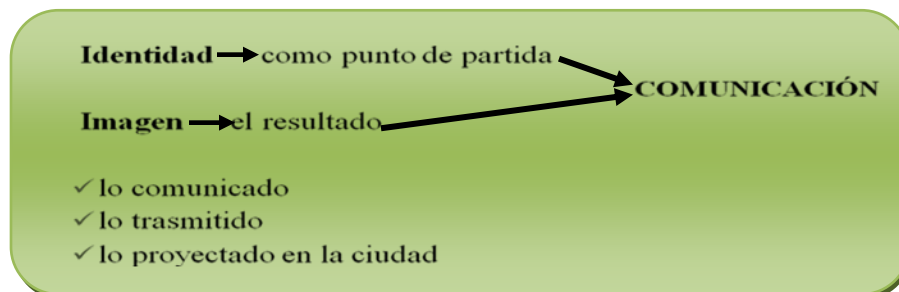 Identidad como punto de partida
COMUNICACIÓN
Imagen el resultado
lo comunicado
lo trasmitido
lo proyectado en la ciudad